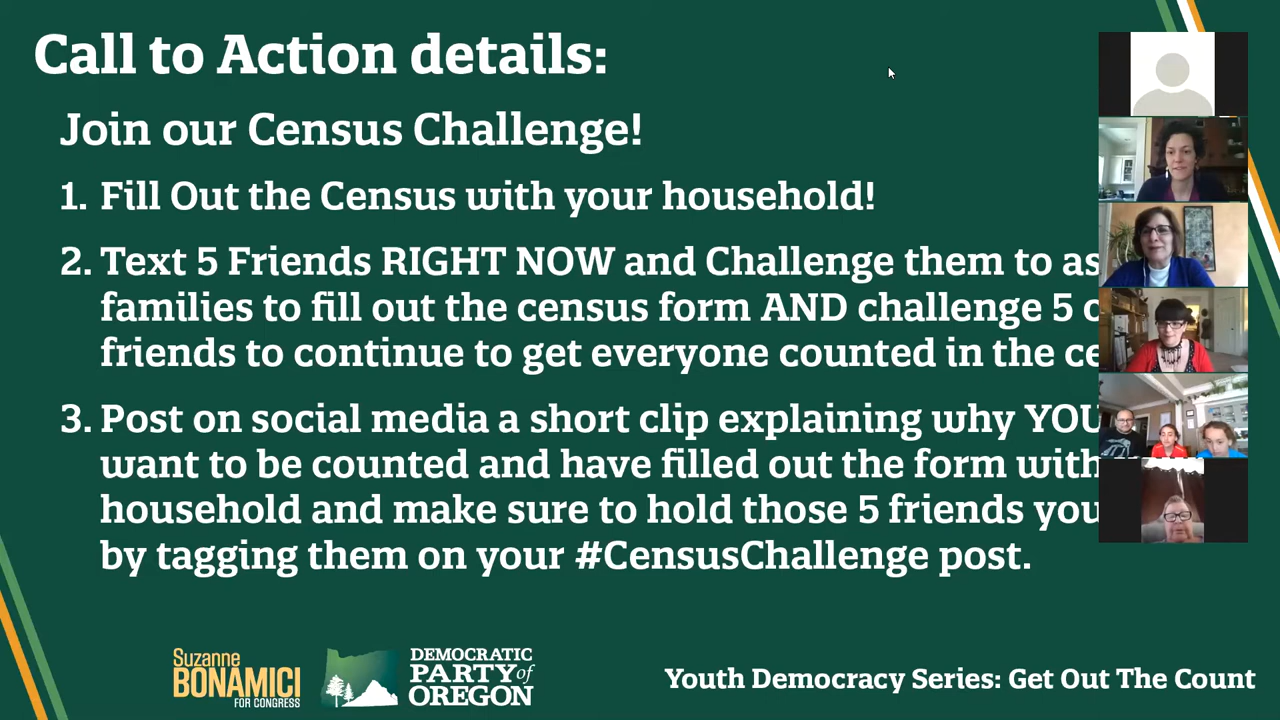 Call to Action details:
Join our Census Challenge!
1. Fill Out the Census with your household!
2. Text 5 Friends RIGHT NOW and Challenge them to as
families to fill out the census form AND challenge 5 o
friends to continue to get everyone counted in the ce
3. Post on social media a short clip explaining why YOU
want to be counted and have filled out the form with
household and make sure to hold those 5 friends you
by tagging them on your #CensusChallenge post.
Suzanne
BONAMICI
FOR CONGRESS
DEMOCRATIC
PARTY of
OREGON
Youth Democracy Series: Get Out The Count